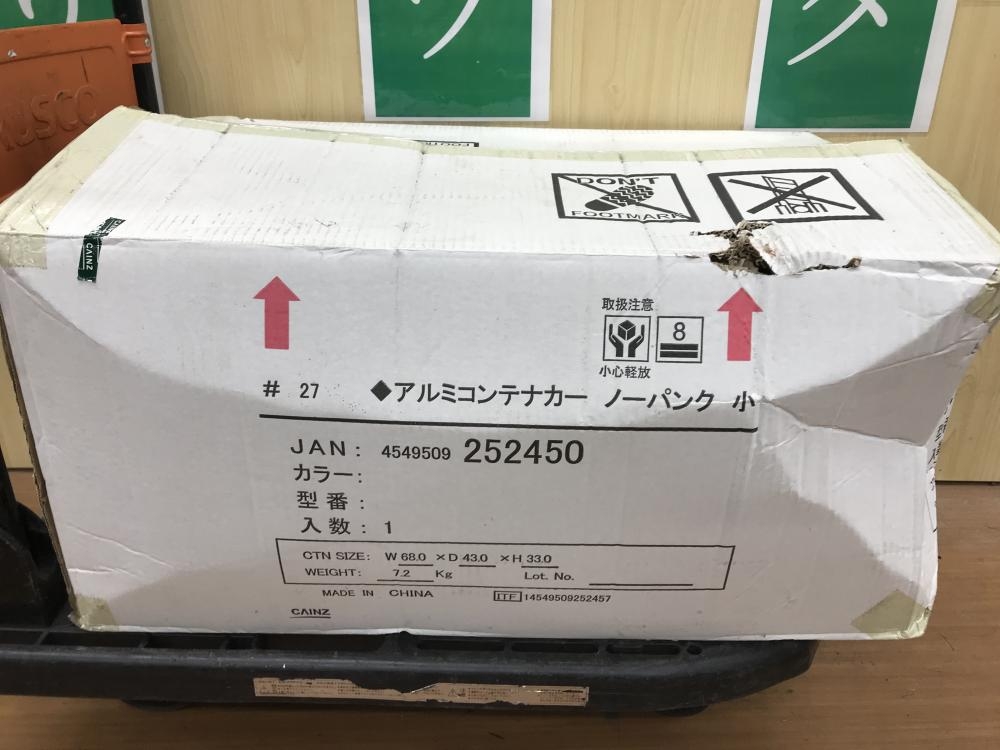 ワ
タ
RUSCO
DON'T
FOOTMARK
CAINZ
取扱注意
8
小心軽放
# 27 ◆アルミコンテナカー ノーパンク 小
JAN: 4549509 252450
カラー:
型番:
入数: 1
CTN SIZE: W 68.0 × D 43.0 × H 33.0
WEIGHT: 7.2 Kg Lot. No.
MADE IN CHINA ITF 14549509252457
CAINZ